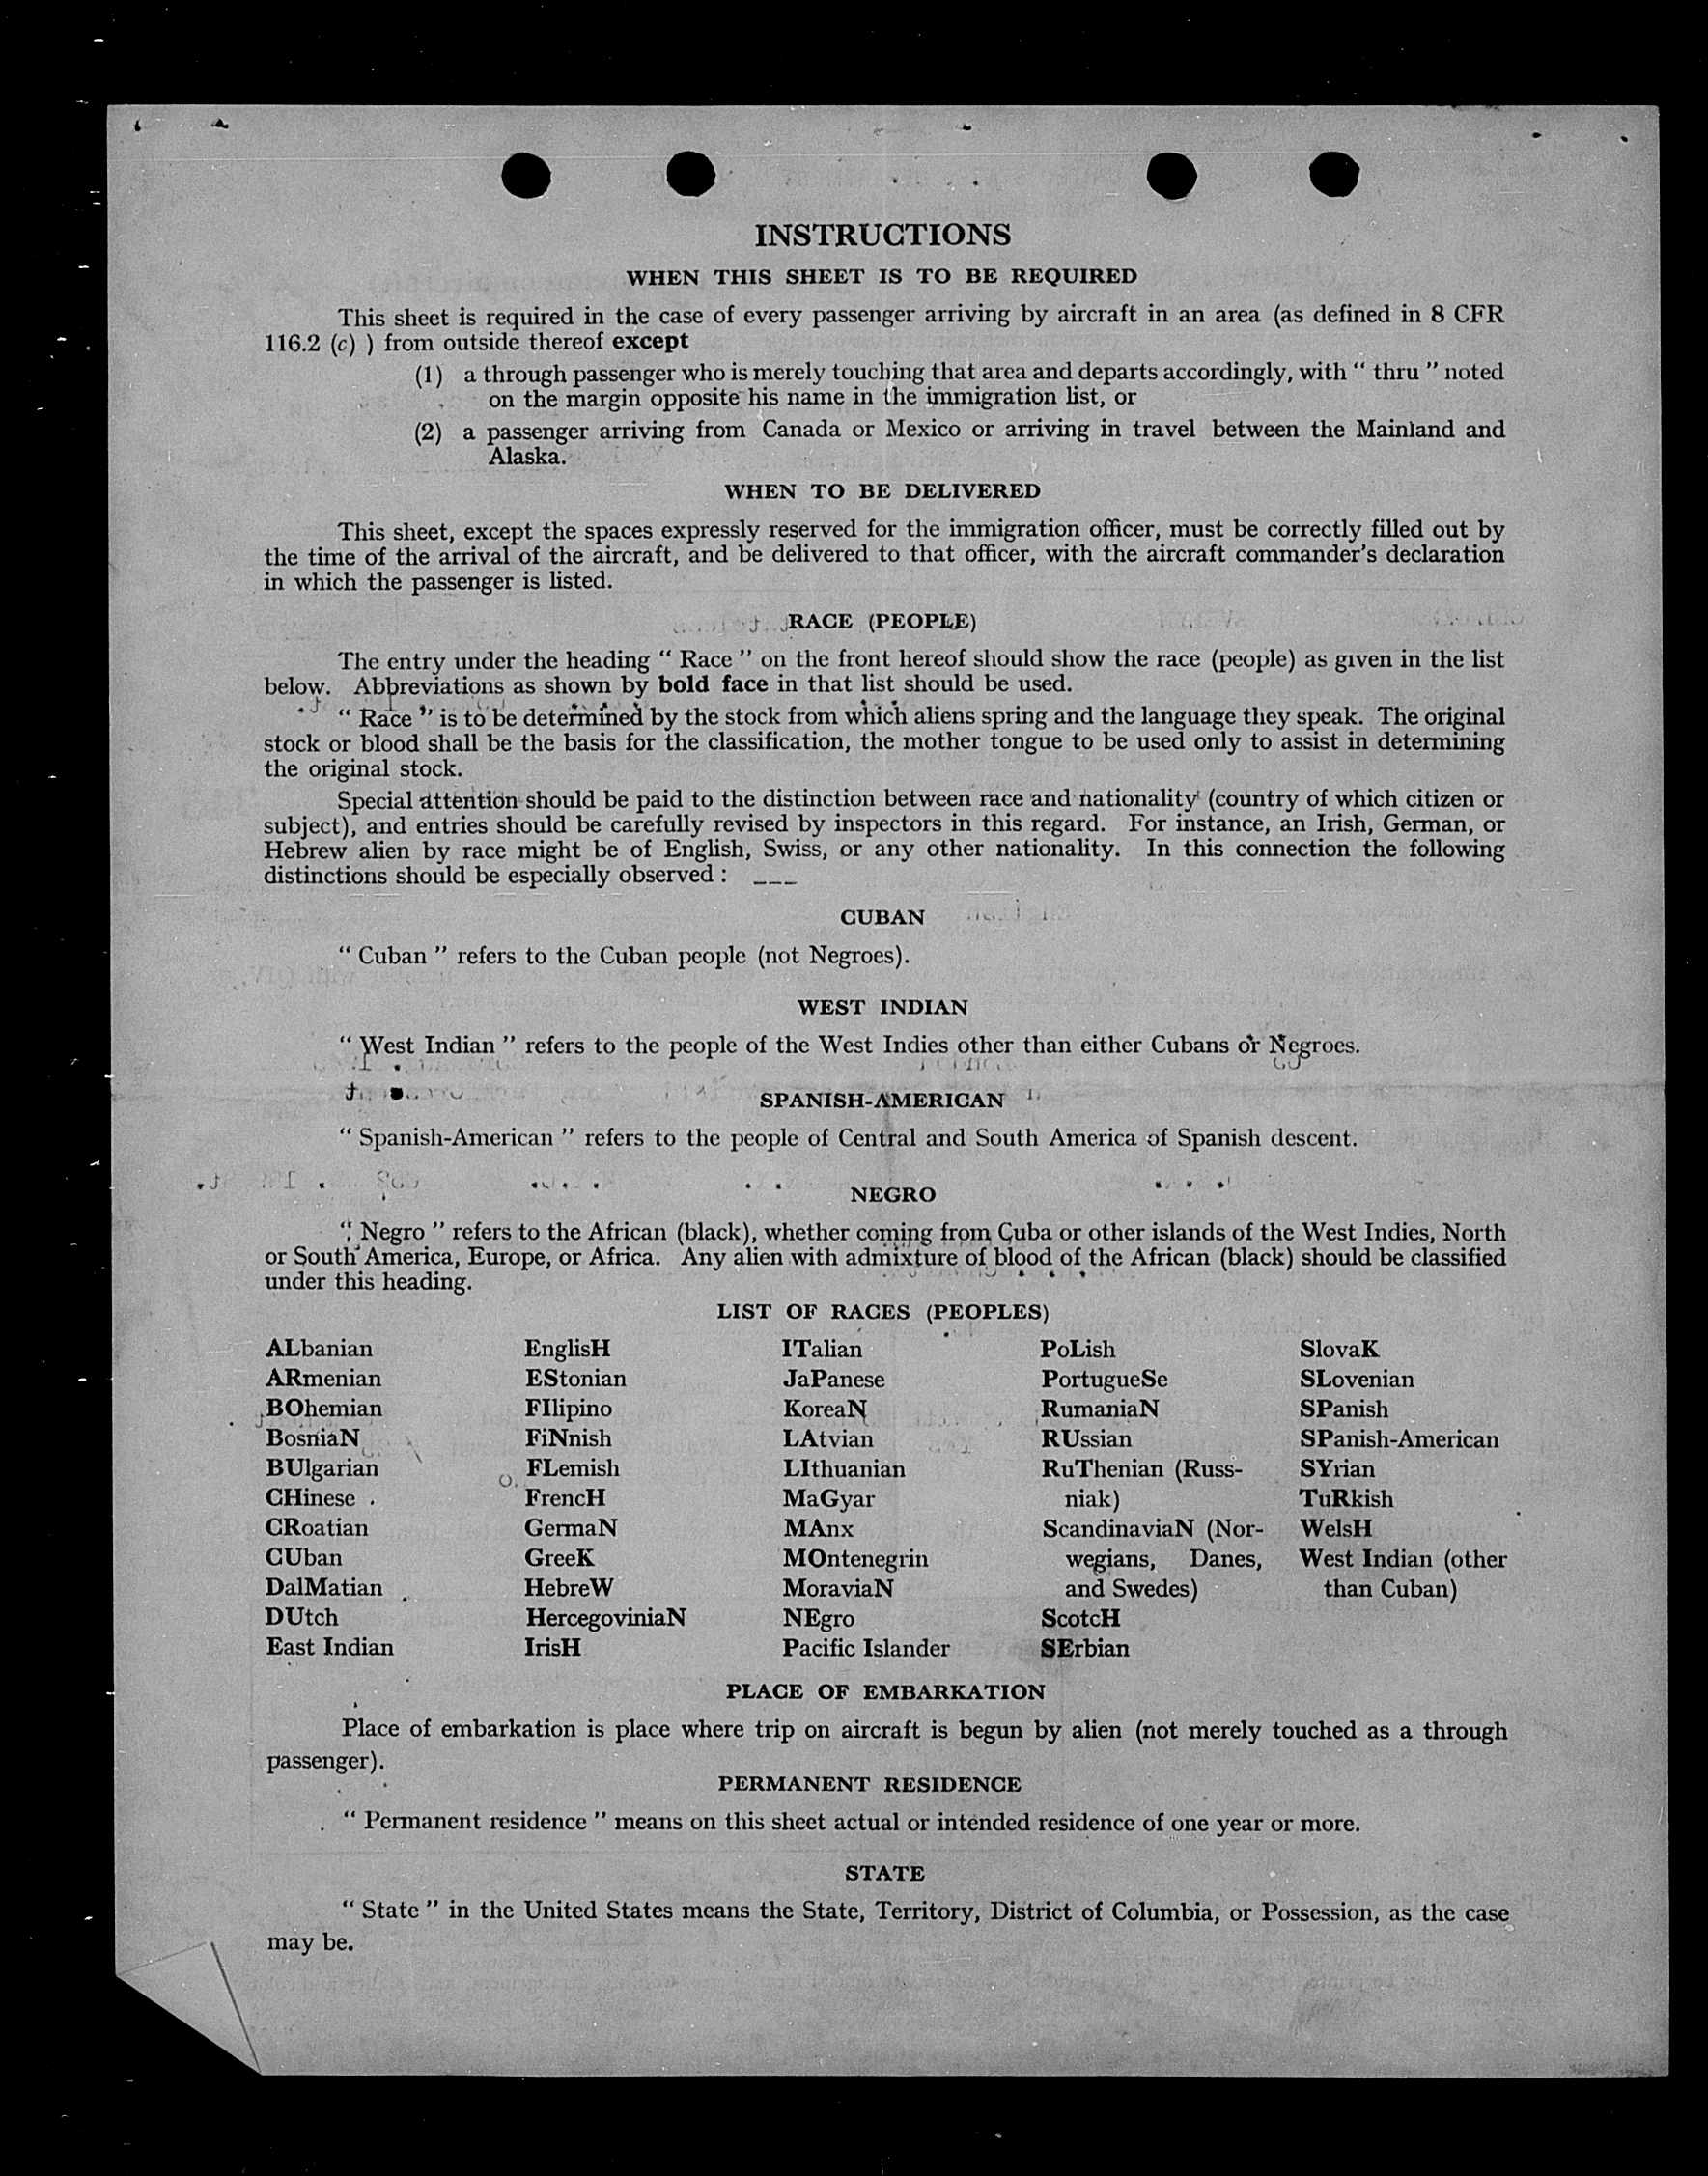 INSTRUCTIONS
WHEN THIS SHEET IS TO BE REQUIRED
This sheet is required in the case of every passenger arriving by aircraft in an area (as defined in 8 CFR
116.2 (c) ) from outside thereof except
(1) a through passenger who is merely touching that area and departs accordingly, with “ thru ” noted
on the margin opposite his name in the immigration list, or
(2) a passenger arriving from Canada or Mexico or arriving in travel between the Mainland and
Alaska.
WHEN TO BE DELIVERED
This sheet, except the spaces expressly reserved for the immigration officer, must be correctly filled out by
the time of the arrival of the aircraft, and be delivered to that officer, with the aircraft commander’s declaration
in which the passenger is listed.
RACE (PEOPLE)
The entry under the heading “ Race ” on the front hereof should show the race (people) as given in the list
below. Abbreviations as shown by bold face in that list should be used.
“ Race ” is to be determined by the stock from which aliens spring and the language they speak. The original
stock or blood shall be the basis for the classification, the mother tongue to be used only to assist in determining
the original stock.
Special attention should be paid to the distinction between race and nationality (country of which citizen or
subject), and entries should be carefully revised by inspectors in this regard. For instance, an Irish, German, or
Hebrew alien by race might be of English, Swiss, or any other nationality. In this connection the following
distinctions should be especially observed : ___
CUBAN
“ Cuban ” refers to the Cuban people (not Negroes).
WEST INDIAN
“ West Indian ” refers to the people of the West Indies other than either Cubans or Negroes.
SPANISH-AMERICAN
“ Spanish-American ” refers to the people of Central and South America of Spanish descent.
NEGRO
“ Negro ” refers to the African (black), whether coming from Cuba or other islands of the West Indies, North
or South America, Europe, or Africa. Any alien with admixture of blood of the African (black) should be classified
under this heading.
LIST OF RACES (PEOPLES)
ALbanian
ARmenian
BOhemian
BosniaN
BUlgarian
CHinese
CRoatian
CUban
DalMatian
DUtch
East Indian
EnglisH
EStonian
FIlipino
FiNnish
FLemish
FrencH
GermaN
GreeK
HebreW
HercegoviniaN
IrisH
ITalian
JaPanese
KoreaN
LAtvian
LIthuanian
MaGyar
MAnx
MOntenegrin
MoraviaN
NEgro
Pacific Islander
PoLish
PortugueSe
RumaniaN
RUssian
RuThenian (Russ-
niak)
ScandinaviaN (Nor-
wegians, Danes,
and Swedes)
ScotcH
SErbian
SlovaK
SLovenian
SPanish
SPanish-American
SYrian
TuRkish
WelsH
West Indian (other
than Cuban)
PLACE OF EMBARKATION
Place of embarkation is place where trip on aircraft is begun by alien (not merely touched as a through
passenger).
PERMANENT RESIDENCE
“ Permanent residence ” means on this sheet actual or intended residence of one year or more.
STATE
“ State ” in the United States means the State, Territory, District of Columbia, or Possession, as the case
may be.